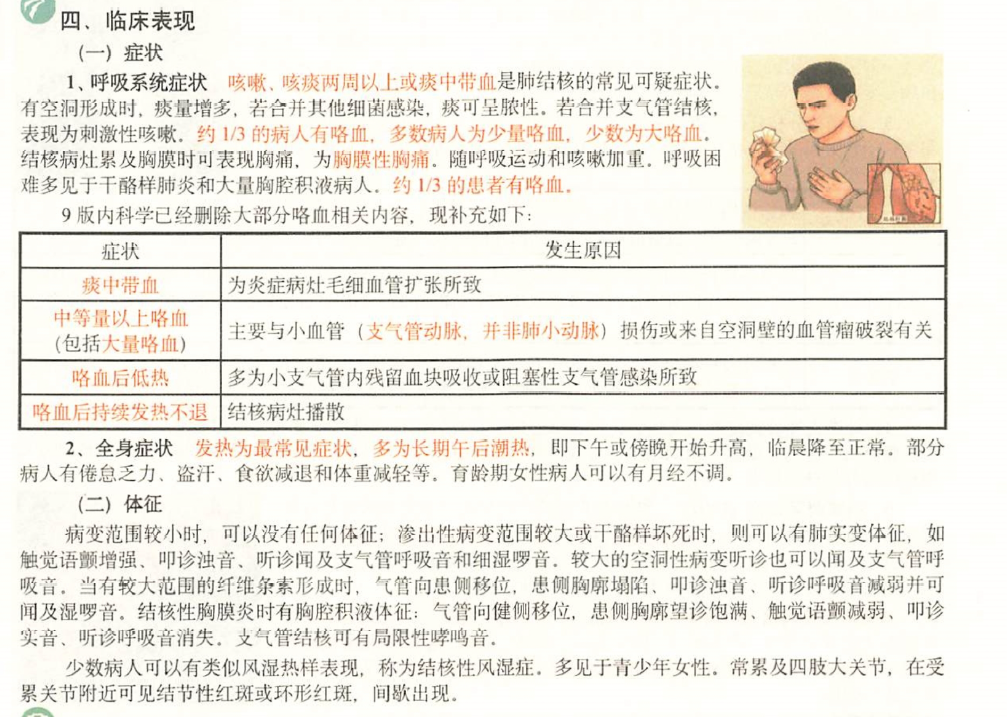 四、临床表现
（一）症状
1、呼吸系统症状 咳嗽、咳痰两周以上或痰中带血是肺结核的常见可疑症状。
有空洞形成时，痰量增多，若合并其他细菌感染，痰可呈脓性。若合并支气管结核，
表现为刺激性咳嗽。约 1/3 的病人有咯血，多数病人为少量咯血，少数为大咯血。
结核病灶累及胸膜时可表现胸痛，为胸膜性胸痛。随呼吸运动和咳嗽加重。呼吸困
难多见于干酪样肺炎和大量胸腔积液病人。约 1/3 的患者有咯血。
9 版内科学已经删除大部分咯血相关内容，现补充如下：
症状 发生原因
痰中带血 为炎症病灶毛细血管扩张所致
中等量以上咯血
（包括大量咯血） 主要与小血管（支气管动脉，并非肺小动脉）损伤或来自空洞壁的血管瘤破裂有关
咯血后低热 多为小支气管内残留血块吸收或阻塞性支气管感染所致
咯血后持续发热不退 结核病灶播散
2、全身症状 发热为最常见症状，多为长期午后潮热，即下午或傍晚开始升高，临晨降至正常。部分
病人有倦怠乏力、盗汗、食欲减退和体重减轻等。育龄期女性病人可以有月经不调。
（二）体征
病变范围较小时，可以没有任何体征；渗出性病变范围较大或干酪样坏死时，则可以有肺实变体征，如
触觉语颤增强、叩诊浊音、听诊闻及支气管呼吸音和细湿啰音。较大的空洞性病变听诊也可以闻及支气管呼
吸音。当有较大范围的纤维条索形成时，气管向患侧移位，患侧胸廓塌陷、叩诊浊音、听诊呼吸音减弱并可
闻及湿啰音。结核性胸膜炎时有胸腔积液体征：气管向健侧移位，患侧胸廓望诊饱满、触觉语颤减弱、叩诊
实音、听诊呼吸音消失。支气管结核可有局限性哮鸣音。
少数病人可以有类似风湿热样表现，称为结核性风湿症。多见于青少年女性。常累及四肢大关节，在受
累关节附近可见结节性红斑或环形红斑，间歇出现。